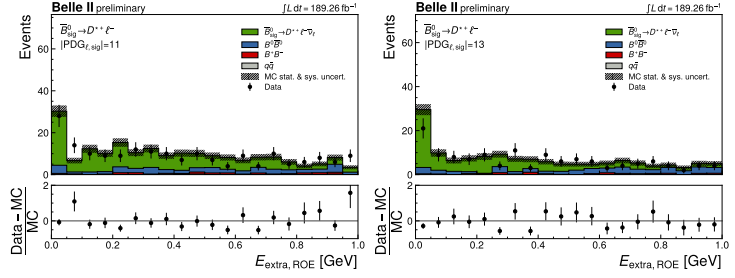 Belle II preliminary ∫L dt = 189.26 fb⁻¹
B̄⁰sig→D*⁺ℓ⁻
|PDGℓ,sig|=11
B̄⁰sig→D*⁺ℓ⁻ν̄ℓ
B⁰B̄⁰
B⁺B⁻
qq̄
MC stat. & sys. uncert.
Data
Events
60
40
20
0
Data − MC
MC
2
0
0.0 0.2 0.4 0.6 0.8 1.0
E extra, ROE [GeV]
Belle II preliminary ∫L dt = 189.26 fb⁻¹
B̄⁰sig→D*⁺ℓ⁻
|PDGℓ,sig|=13
B̄⁰sig→D*⁺ℓ⁻ν̄ℓ
B⁰B̄⁰
B⁺B⁻
qq̄
MC stat. & sys. uncert.
Data
Events
60
40
20
0
Data − MC
MC
2
0
0.0 0.2 0.4 0.6 0.8 1.0
E extra, ROE [GeV]